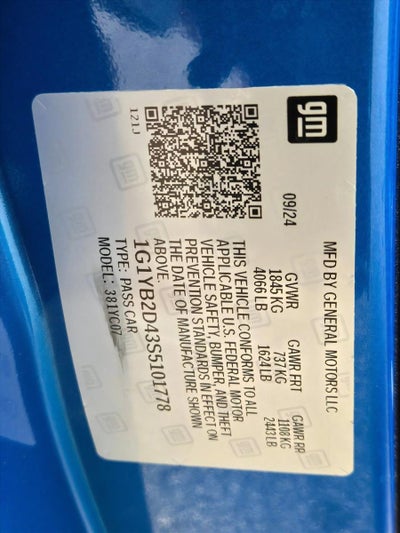 gm
MFD BY GENERAL MOTORS LLC
09/24 GVWR GAWR FRT GAWR RR
1845 KG 737 KG 1108 KG
4066 LB 1624 LB 2443 LB
THIS VEHICLE CONFORMS TO ALL
APPLICABLE U.S. FEDERAL MOTOR
VEHICLE SAFETY, BUMPER, AND THEFT
PREVENTION STANDARDS IN EFFECT ON
THE DATE OF MANUFACTURE SHOWN
ABOVE.
1G1YB2D43S5101778
TYPE: PASS CAR
MODEL: 381YC07
121J